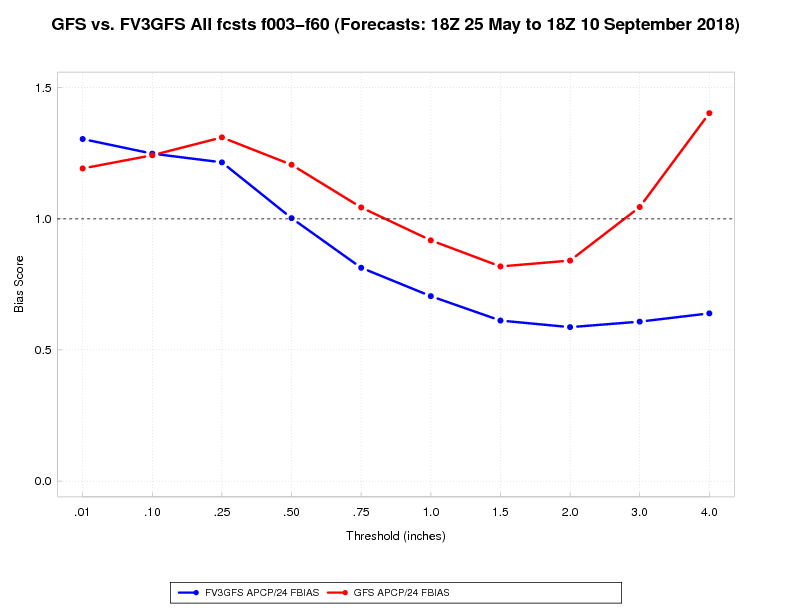 GFS vs. FV3GFS All fcsts f003−f60 (Forecasts: 18Z 25 May to 18Z 10 September 2018)
1.5
1.0
0.5
0.0
Bias Score
.01 .10 .25 .50 .75 1.0 1.5 2.0 3.0 4.0
Threshold (inches)
FV3GFS APCP/24 FBIAS GFS APCP/24 FBIAS